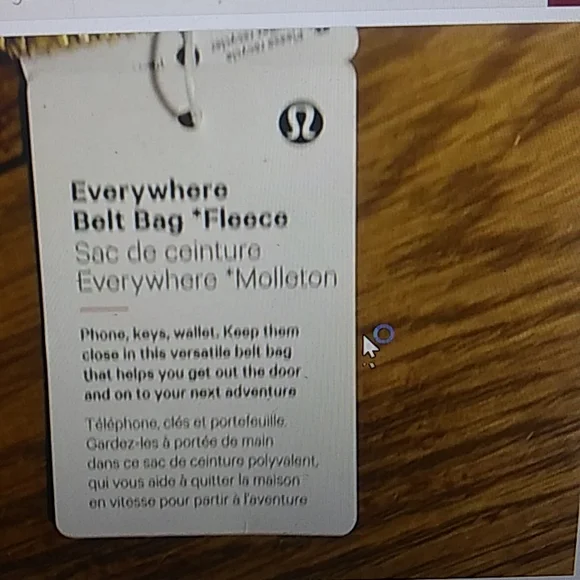 Everywhere
Belt Bag *Fleece
Sac de ceinture
Everywhere *Molleton
Phone, keys, wallet. Keep them
close in this versatile belt bag
that helps you get out the door
and on to your next adventure
Téléphone, clés et portefeuille.
Gardez-les à portée de main
dans ce sac de ceinture polyvalent,
qui vous aide à quitter la maison
en vitesse pour partir à l'aventure